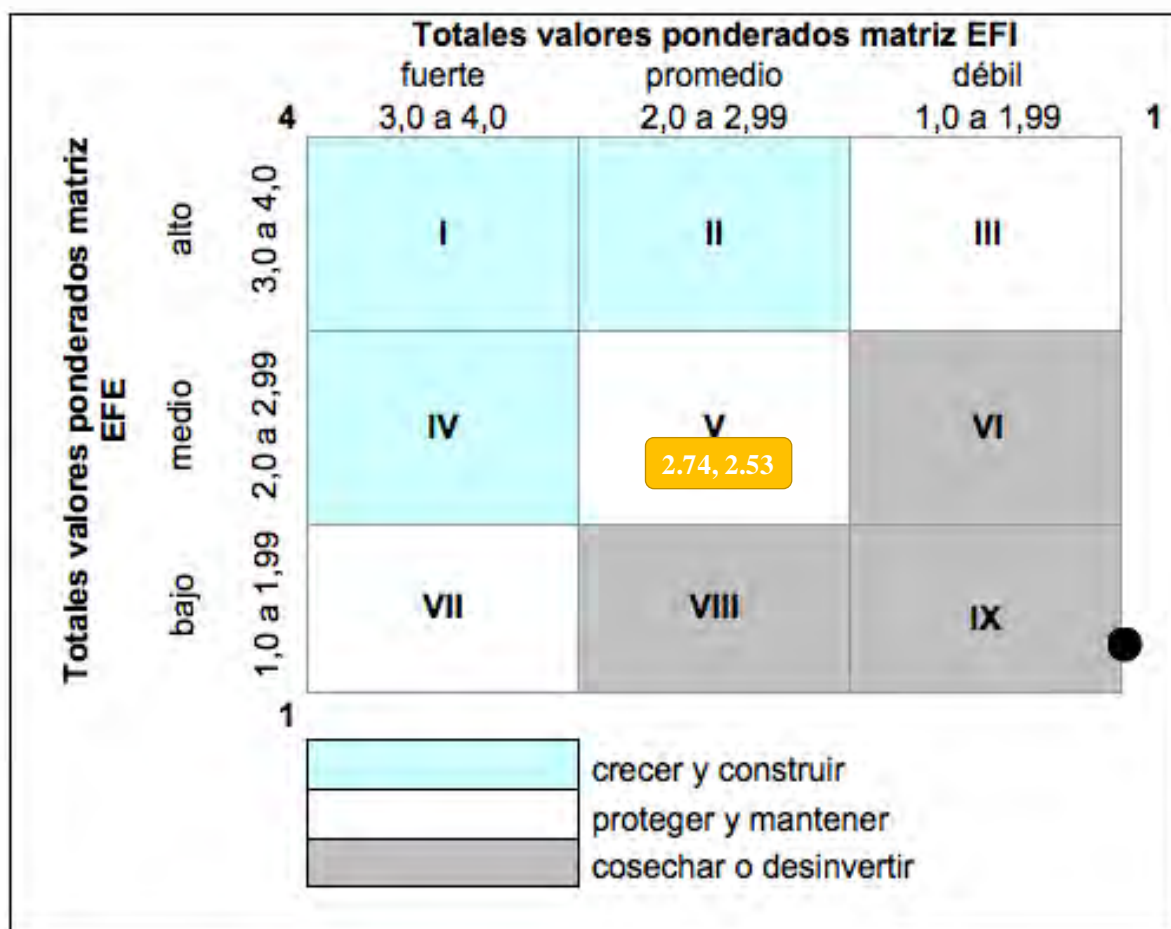 Totales valores ponderados matriz EFI
fuerte promedio débil
4 3,0 a 4,0 2,0 a 2,99 1,0 a 1,99 1
Totales valores ponderados matriz
EFE
alto
3,0 a 4,0
I II III
medio
2,0 a 2,99
IV V VI
2.74, 2.53
bajo
1,0 a 1,99
VII VIII IX
1
crecer y construir
proteger y mantener
cosechar o desinvertir